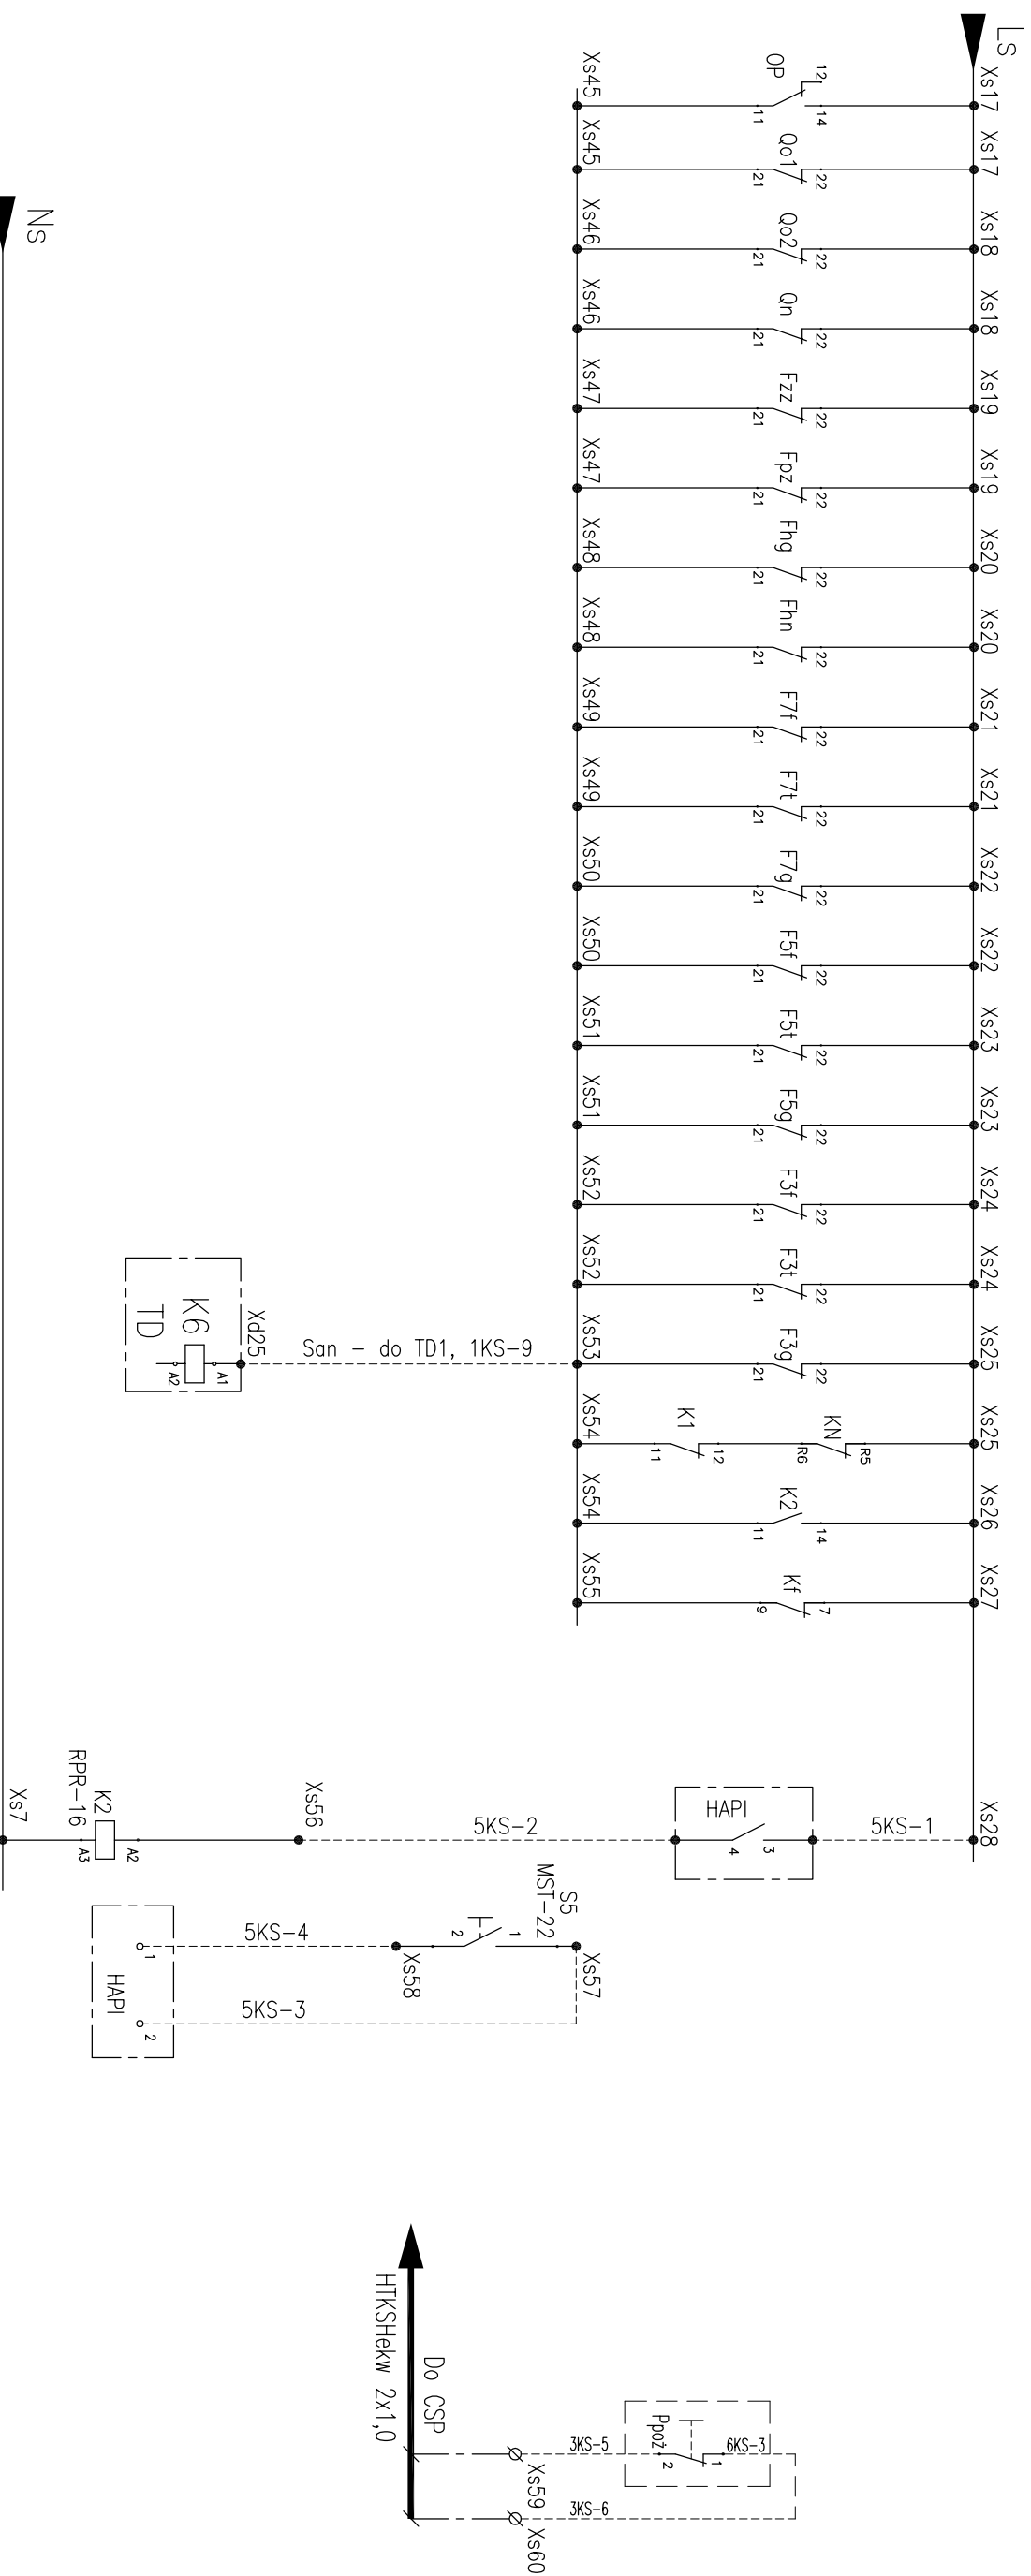 Ls
Xs17
Xs17
Xs18
Xs18
Xs19
Xs19
Xs20
Xs20
Xs21
Xs21
Xs22
Xs22
Xs23
Xs23
Xs24
Xs24
Xs25
Xs25
Xs26
Xs27
Xs28
12
14
OP
11
22
Qo1
21
22
Qo2
21
22
Qn
21
22
Fzz
21
22
Fpz
21
22
Fhg
21
22
Fhn
21
22
F7f
21
22
F7t
21
22
F7g
21
22
F5f
21
22
F5t
21
22
F5g
21
22
F3f
21
22
F3t
21
22
F3g
21
R5
KN
R6
12
K1
11
14
K2
11
7
Kf
9
Xs45
Xs45
Xs46
Xs46
Xs47
Xs47
Xs48
Xs48
Xs49
Xs49
Xs50
Xs50
Xs51
Xs51
Xs52
Xs52
Xs53
Xs54
Xs54
Xs55
San - do TD1, 1KS-9
Xd25
A1
K6
A2
TD
5KS-1
3
HAPI
4
5KS-2
Xs56
A2
K2
RPR-16
A3
Xs7
Ns
Xs57
1
S5
MST-22
2
Xs58
5KS-4
5KS-3
1
2
HAPI
6KS-3
1
Ppoż
2
3KS-5
3KS-6
Xs59
Xs60
Do CSP
HTKSHekw 2x1,0